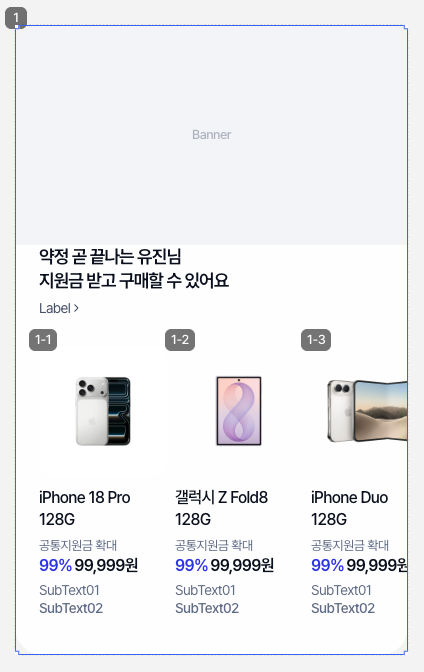 1
Banner
약정 곧 끝나는 유진님
지원금 받고 구매할 수 있어요
Label >
1-1
1-2
1-3
iPhone 18 Pro
128G
공통지원금 확대
99% 99,999원
SubText01
SubText02
갤럭시 Z Fold8
128G
공통지원금 확대
99% 99,999원
SubText01
SubText02
iPhone Duo
128G
공통지원금 확대
99% 99,999원
SubText01
SubText02